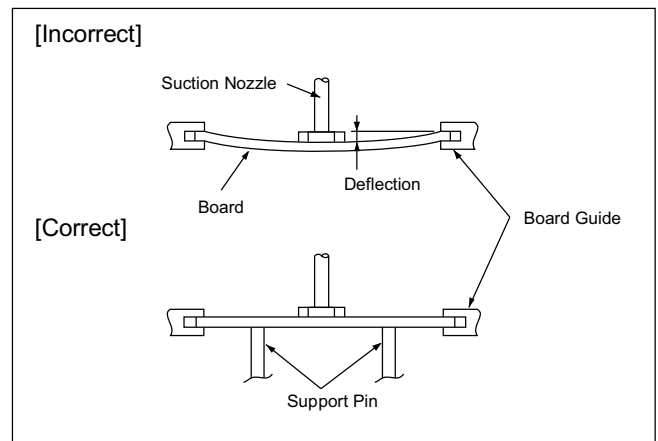 [Incorrect]
Suction Nozzle
Deflection
Board
Board Guide
[Correct]
Support Pin